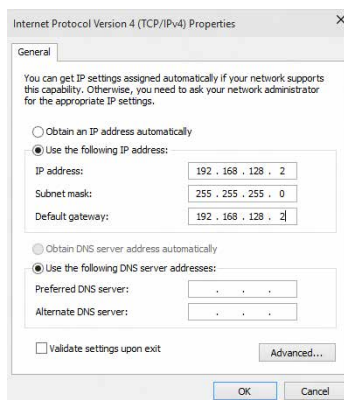 Internet Protocol Version 4 (TCP/IPv4) Properties
General
You can get IP settings assigned automatically if your network supports
this capability. Otherwise, you need to ask your network administrator
for the appropriate IP settings.
Obtain an IP address automatically
Use the following IP address:
IP address: 192 . 168 . 128 . 2
Subnet mask: 255 . 255 . 255 . 0
Default gateway: 192 . 168 . 128 . 2
Obtain DNS server address automatically
Use the following DNS server addresses:
Preferred DNS server: . . .
Alternate DNS server: . . .
Validate settings upon exit
Advanced...
OK Cancel